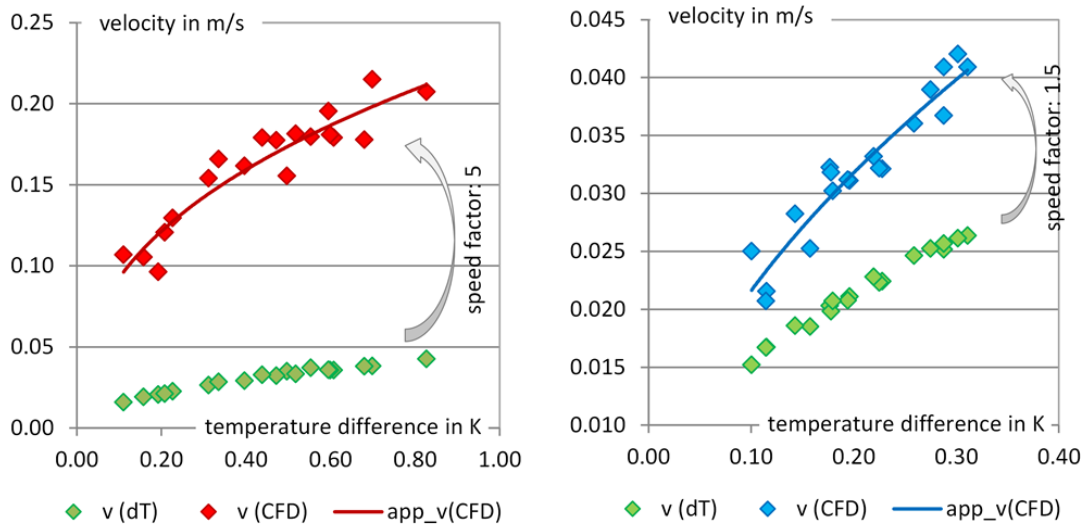 velocity in m/s
0.25
0.20
0.15
0.10
0.05
0.00
speed factor: 5
temperature difference in K
0.00 0.20 0.40 0.60 0.80 1.00
v (dT) v (CFD) app_v(CFD)
velocity in m/s
0.045
0.040
0.035
0.030
0.025
0.020
0.015
0.010
speed factor: 1.5
temperature difference in K
0.00 0.10 0.20 0.30 0.40
v (dT) v (CFD) app_v(CFD)